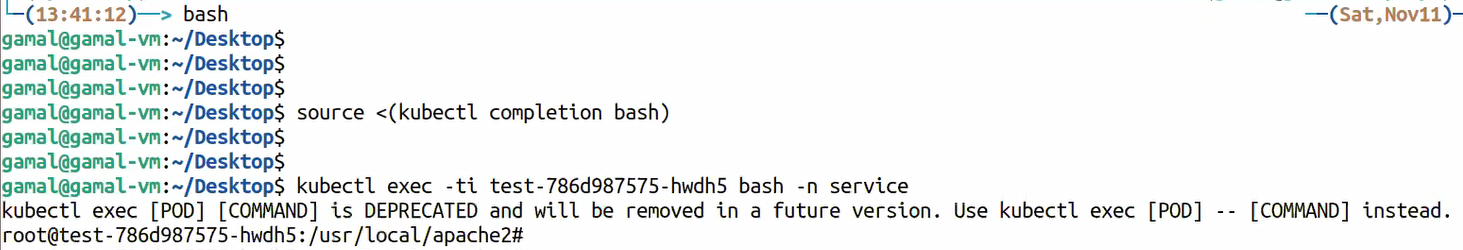 └─(13:41:12)──> bash ──(Sat,Nov11)─
gamal@gamal-vm:~/Desktop$
gamal@gamal-vm:~/Desktop$
gamal@gamal-vm:~/Desktop$
gamal@gamal-vm:~/Desktop$ source <(kubectl completion bash)
gamal@gamal-vm:~/Desktop$
gamal@gamal-vm:~/Desktop$
gamal@gamal-vm:~/Desktop$ kubectl exec -ti test-786d987575-hwdh5 bash -n service
kubectl exec [POD] [COMMAND] is DEPRECATED and will be removed in a future version. Use kubectl exec [POD] -- [COMMAND] instead.
root@test-786d987575-hwdh5:/usr/local/apache2#